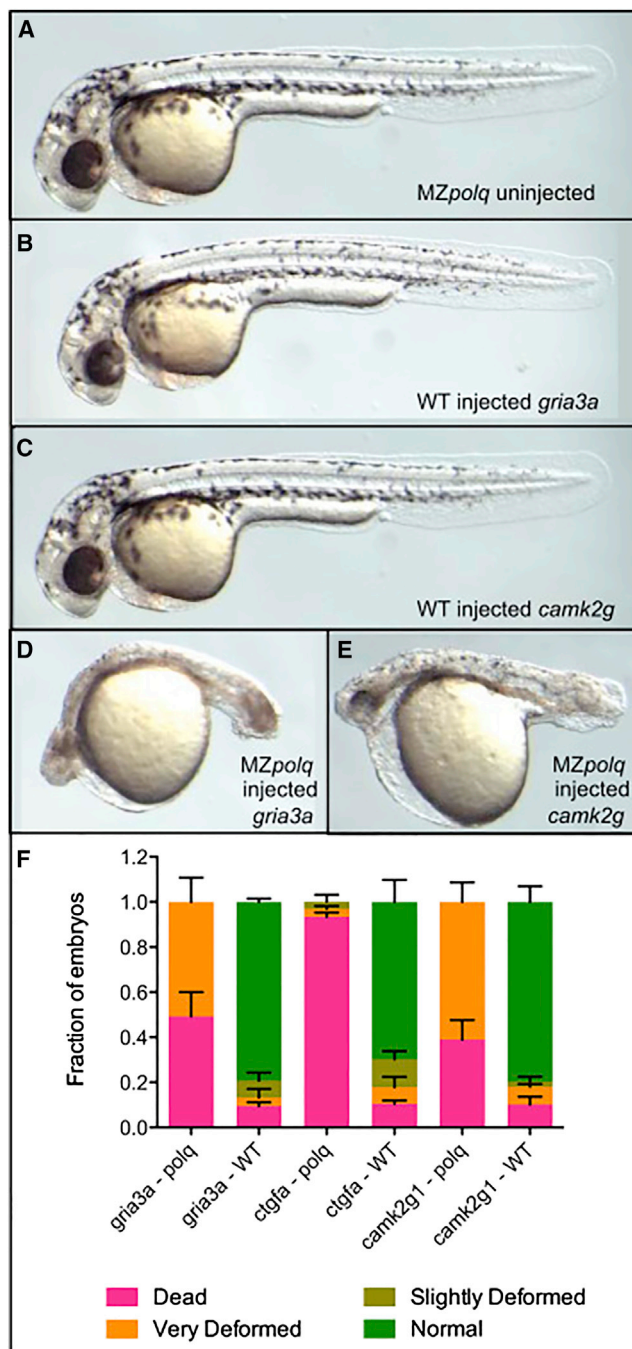 A
MZpolq uninjected
B
WT injected gria3a
C
WT injected camk2g
D
MZpolq
injected
gria3a
E
MZpolq
injected
camk2g
F
Fraction of embryos
1.2
1.0
0.8
0.6
0.4
0.2
0.0
gria3a - polq
gria3a - WT
ctgfa - polq
ctgfa - WT
camk2g1 - polq
camk2g1 - WT
Dead
Slightly Deformed
Very Deformed
Normal